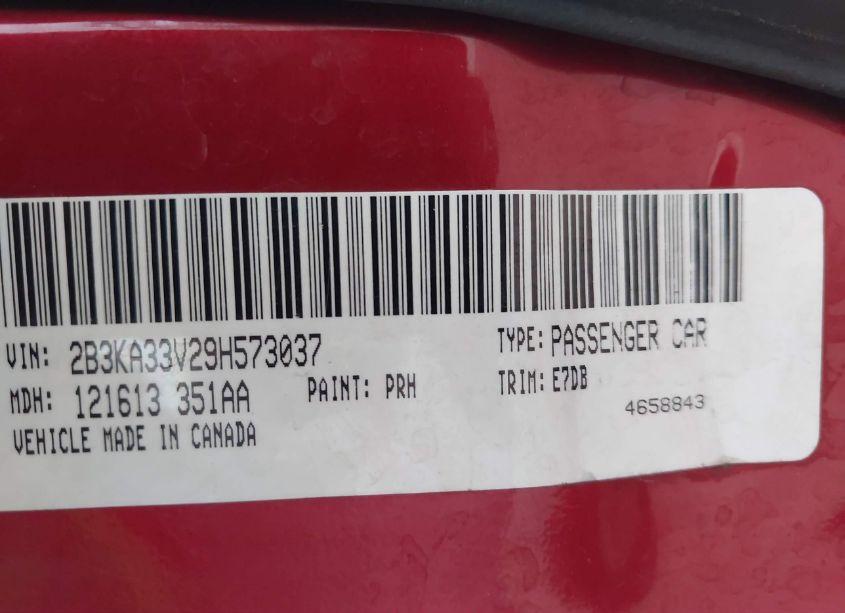 VIN: 2B3KA33V29H573037 TYPE: PASSENGER CAR
MDH: 121613 351AA PAINT: PRH TRIM: E7DB
4658843
VEHICLE MADE IN CANADA